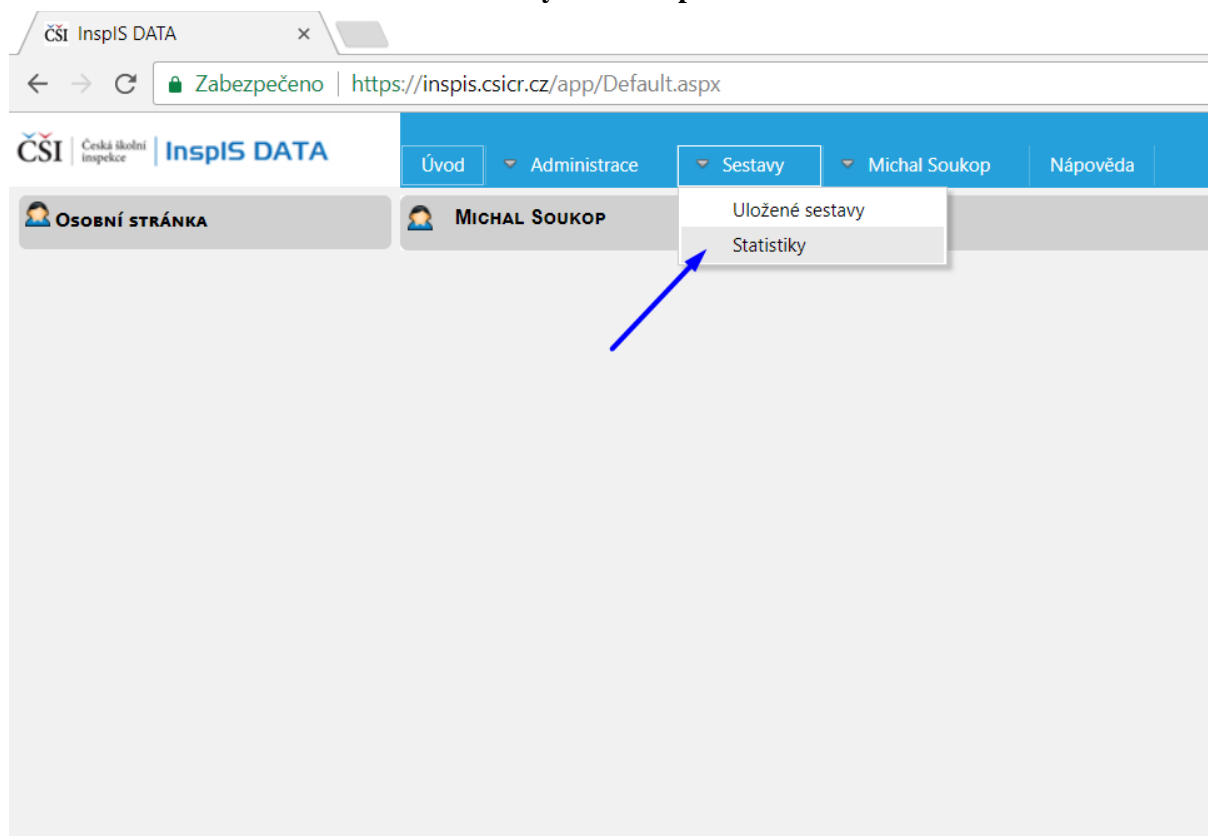 ČŠI InspIS DATA
Zabezpečeno | https://inspis.csicr.cz/app/Default.aspx
ČŠI Česká školní inspekce InspIS DATA
Úvod Administrace Sestavy Michal Soukop Nápověda
Osobní stránka Michal Soukop
Uložené sestavy
Statistiky